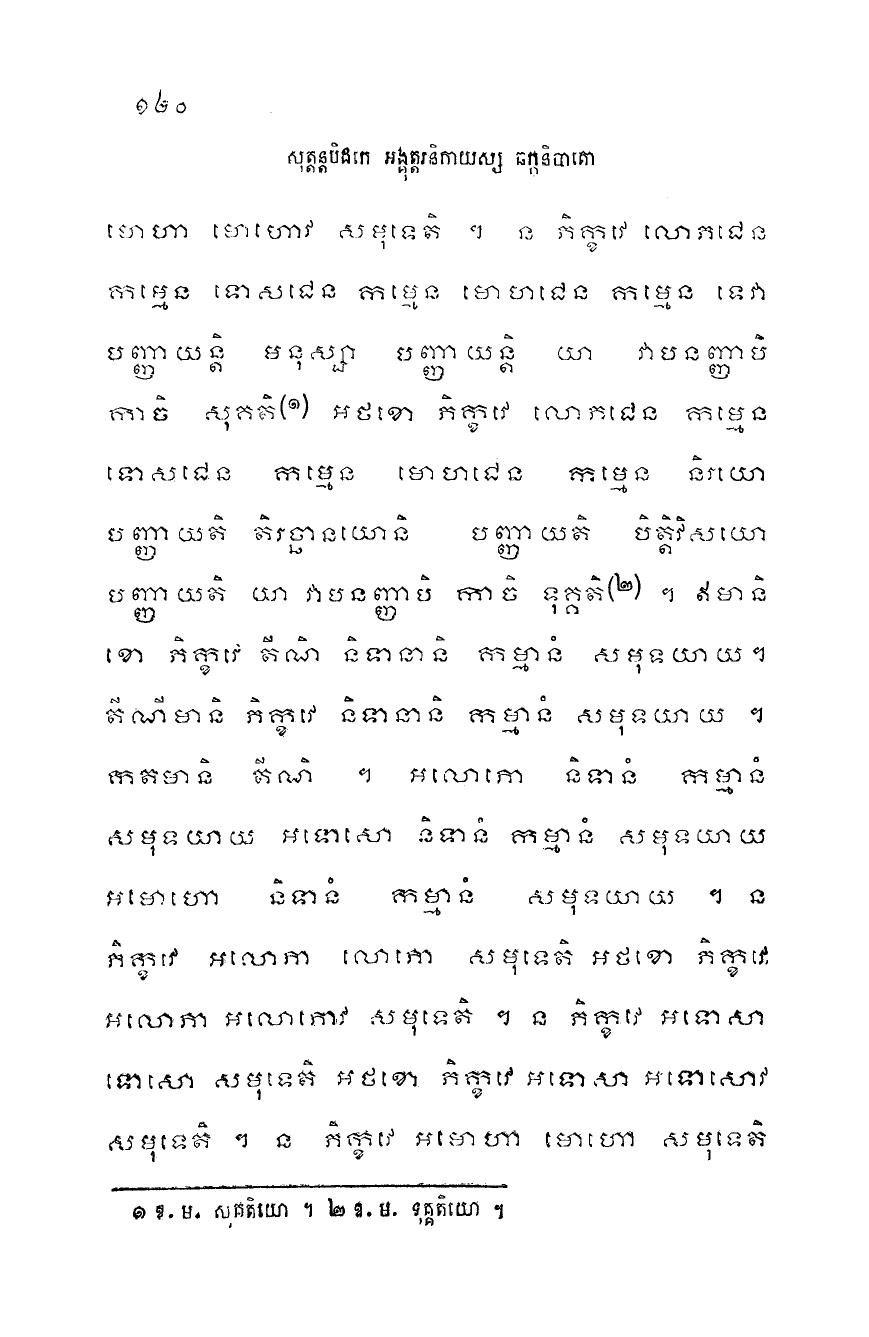 ១២០
សុត្តន្តបិដកេ អង្គុត្តរនិកាយស្ស ឆក្កនិបាតោ
មោហា មោហោវ សមុទេតិ ។ ន ភិក្ខវេ លោភជេន
កម្មេន ទោសជេន កម្មេន មោហជេន កម្មេន ទេវា
បញ្ញាយន្តិ មនុស្សា បញ្ញាយន្តិ យា វាបនញ្ញាបិ
កាចិ សុគតិ(១) អថខោ ភិក្ខវេ លោភជេន កម្មេន
ទោសជេន កម្មេន មោហជេន កម្មេន និរយោ
បញ្ញាយតិ តិរច្ឆានយោនិ បញ្ញាយតិ បិត្តិវិសយោ
បញ្ញាយតិ យា វាបនញ្ញាបិ កាចិ ទុគ្គតិ(២) ។ ឥមានិ
ខោ ភិក្ខវេ តីណិ និទានានិ កម្មានំ សមុទយាយ ។
តីណីមានិ ភិក្ខវេ និទានានិ កម្មានំ សមុទយាយ ។
កតមានិ តីណិ ។ អលោភោ និទានំ កម្មានំ
សមុទយាយ អទោសោ និទានំ កម្មានំ សមុទយាយ
អមោហោ និទានំ កម្មានំ សមុទយាយ ។ ន
ភិក្ខវេ អលោភា លោភោ សមុទេតិ អថខោ ភិក្ខវេ
អលោភា អលោភោវ សមុទេតិ ។ ន ភិក្ខវេ អទោសា
ទោសោ សមុទេតិ អថខោ ភិក្ខវេ អទោសា អទោសោវ
សមុទេតិ ។ ន ភិក្ខវេ អមោហា មោហោ សមុទេតិ
១ ឱ. ម. សុគតិយោ ។ ២ ឱ. ម. ទុគ្គតិយោ ។